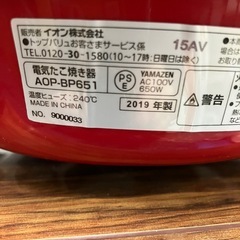 販売者 イオン株式会社
●トップバリュお客さまサービス係
TEL.0120-30-1580(10~17時:日曜日を除く)
15AV
電気たこ焼き器
AOP-BP651
PSE
YAMAZEN
AC100V
650W
温度ヒューズ:240℃
MADE IN CHINA
NO. 9000033
2019 年製
警告